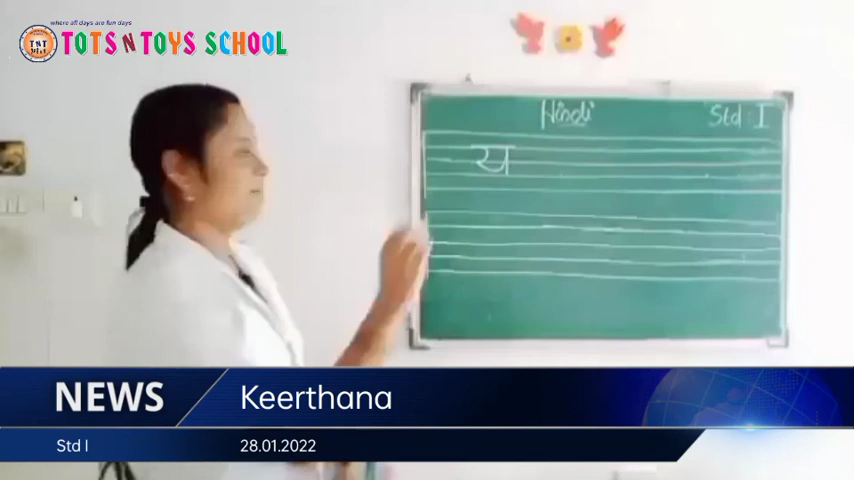 where all days are fun days
TNT
TOTS N TOYS SCHOOL
Hindi
Std : I
य
NEWS
Keerthana
Std I
28.01.2022